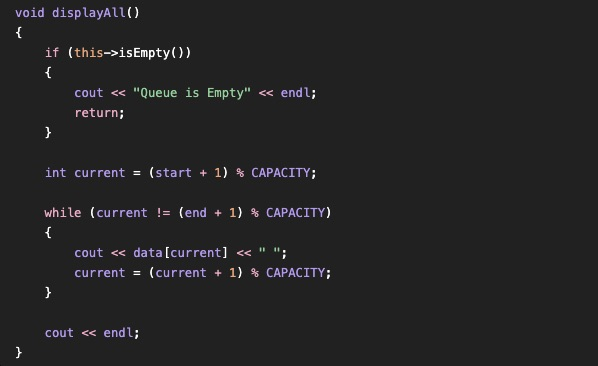 void displayAll()
{
    if (this->isEmpty())
    {
        cout << "Queue is Empty" << endl;
        return;
    }

    int current = (start + 1) % CAPACITY;

    while (current != (end + 1) % CAPACITY)
    {
        cout << data[current] << " ";
        current = (current + 1) % CAPACITY;
    }

    cout << endl;
}